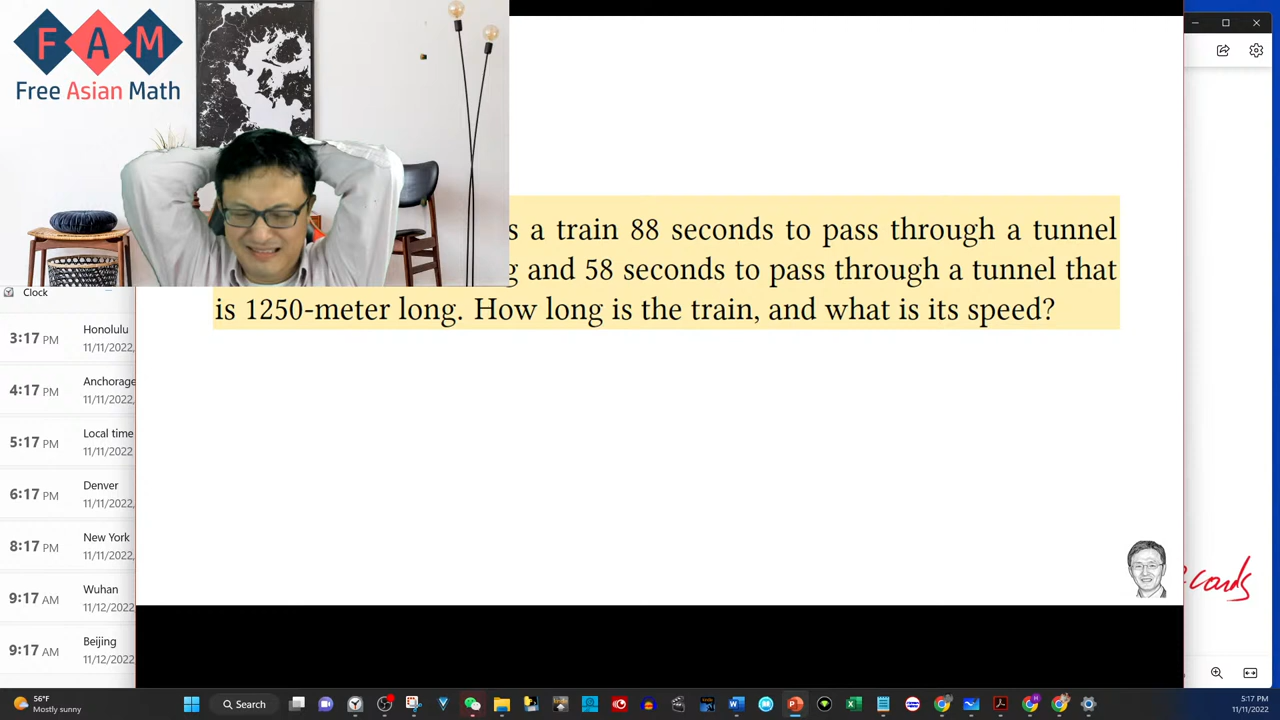 F A M
Free Asian Math
s a train 88 seconds to pass through a tunnel
g and 58 seconds to pass through a tunnel that
is 1250-meter long. How long is the train, and what is its speed?
Clock
3:17 PM Honolulu
11/11/2022,
4:17 PM Anchorage
11/11/2022,
5:17 PM Local time
11/11/2022,
6:17 PM Denver
11/11/2022,
8:17 PM New York
11/11/2022,
9:17 AM Wuhan
11/12/2022,
9:17 AM Beijing
11/12/2022,
conds
56°F
Mostly sunny
Search
5:17 PM
11/11/2022